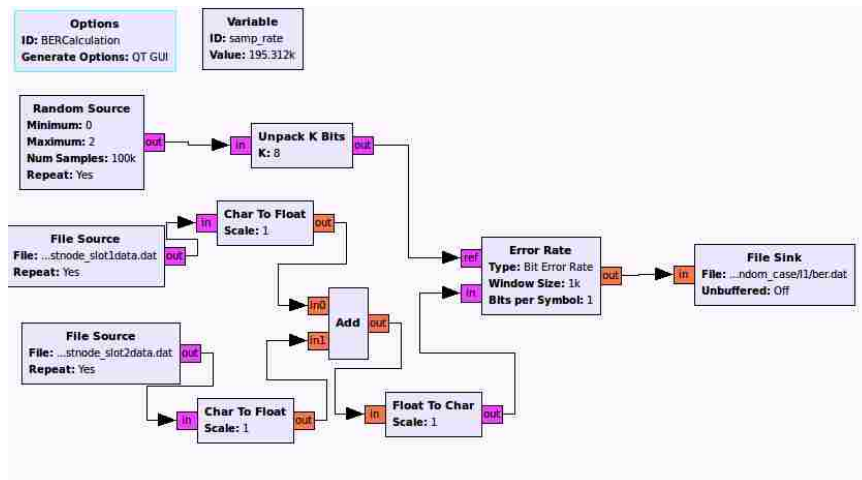 Options
ID: BERCalculation
Generate Options: QT GUI
Variable
ID: samp_rate
Value: 195.312k
Random Source
Minimum: 0
Maximum: 2
Num Samples: 100k
Repeat: Yes
out
in
Unpack K Bits
K: 8
out
File Source
File: ...stnode_slot1data.dat
Repeat: Yes
out
in
Char To Float
Scale: 1
out
File Source
File: ...stnode_slot2data.dat
Repeat: Yes
out
in
Char To Float
Scale: 1
out
in0
in1
Add
out
in
Float To Char
Scale: 1
out
ref
in
Error Rate
Type: Bit Error Rate
Window Size: 1k
Bits per Symbol: 1
out
in
File Sink
File: ...ndom_case/l1/ber.dat
Unbuffered: Off